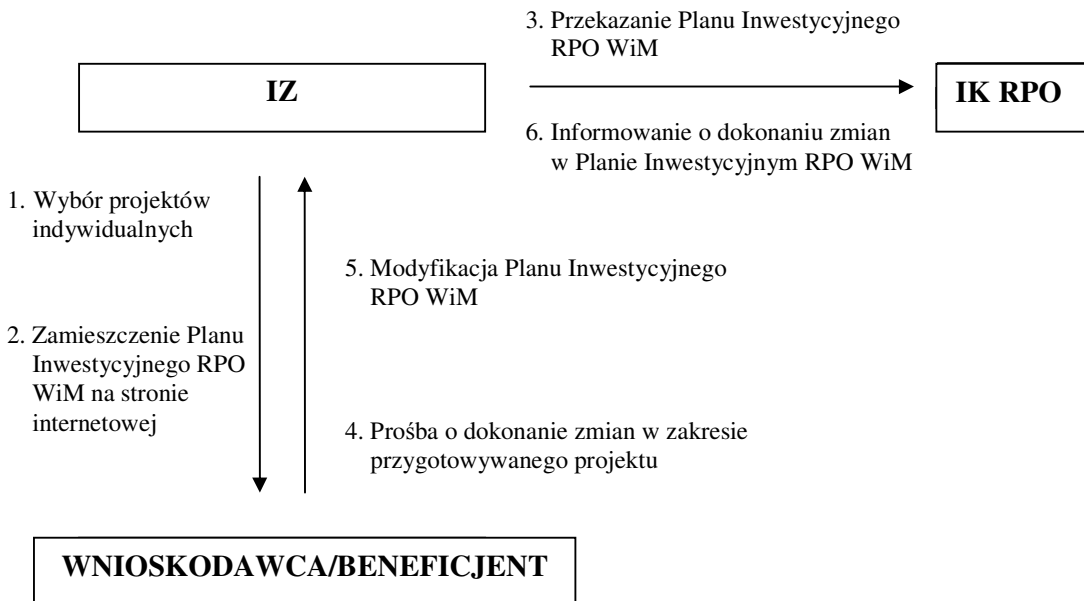 3. Przekazanie Planu Inwestycyjnego
RPO WiM
IZ
IK RPO
6. Informowanie o dokonaniu zmian
w Planie Inwestycyjnym RPO WiM
1. Wybór projektów
indywidualnych
5. Modyfikacja Planu Inwestycyjnego
RPO WiM
2. Zamieszczenie Planu
Inwestycyjnego RPO
WiM na stronie
internetowej
4. Prośba o dokonanie zmian w zakresie
przygotowywanego projektu
WNIOSKODAWCA/BENEFICJENT